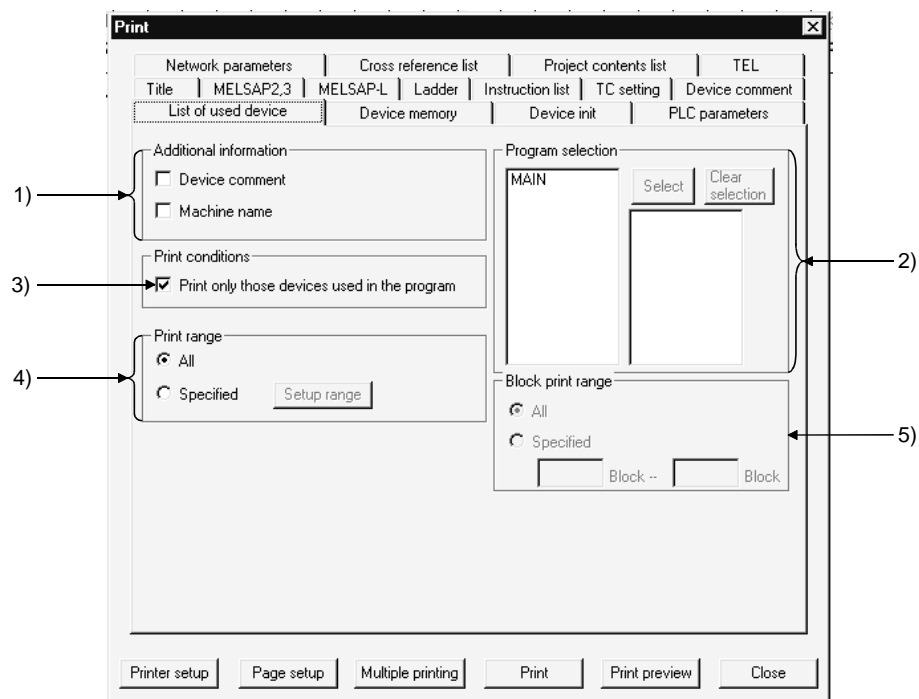 Print
Network parameters Cross reference list Project contents list TEL
Title MELSAP2,3 MELSAP-L Ladder Instruction list TC setting Device comment
List of used device Device memory Device init PLC parameters
Additional information
Device comment
Machine name
1)
Print conditions
Print only those devices used in the program
3)
Print range
All
Specified Setup range
4)
Program selection
MAIN Select Clear
selection
2)
Block print range
All
Specified
Block -- Block
5)
Printer setup Page setup Multiple printing Print Print preview Close